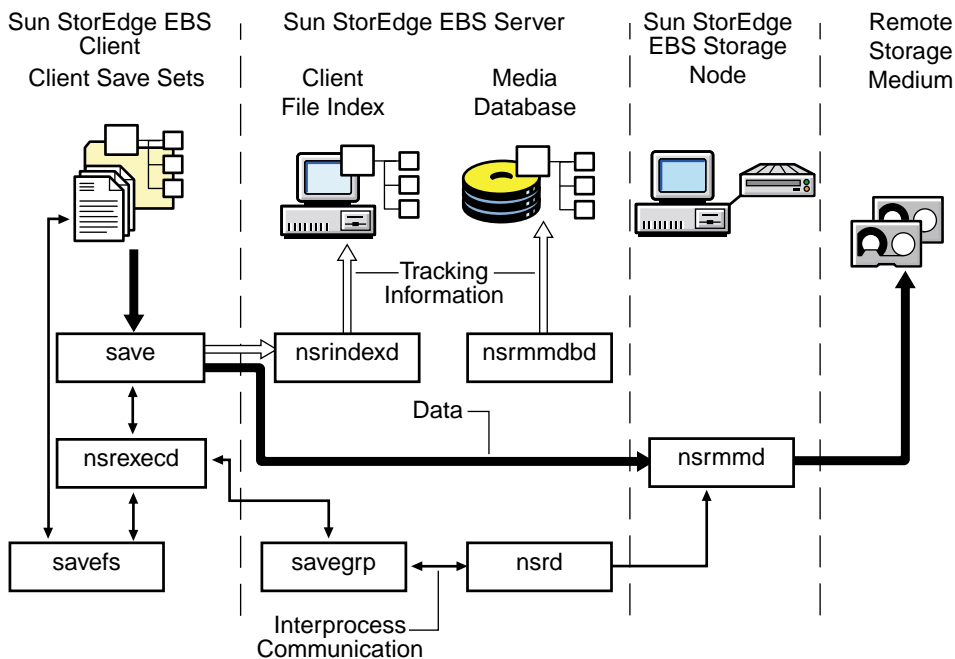 Sun StorEdge EBS
Client
Client Save Sets
Sun StorEdge EBS Server
Client
File Index
Media
Database
Sun StorEdge
EBS Storage
Node
Remote
Storage
Medium
Tracking
Information
save
nsrindexd
nsrmmdbd
Data
nsrexecd
nsrmmd
savefs
savegrp
nsrd
Interprocess
Communication